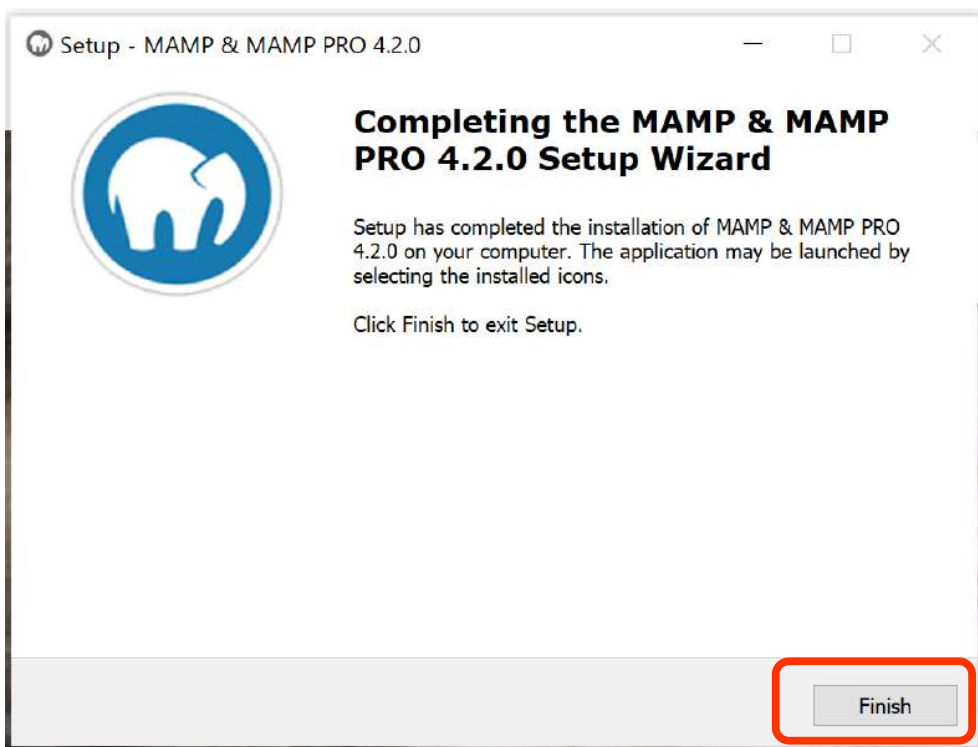 Setup - MAMP & MAMP PRO 4.2.0
Completing the MAMP & MAMP
PRO 4.2.0 Setup Wizard
Setup has completed the installation of MAMP & MAMP PRO
4.2.0 on your computer. The application may be launched by
selecting the installed icons.
Click Finish to exit Setup.
Finish